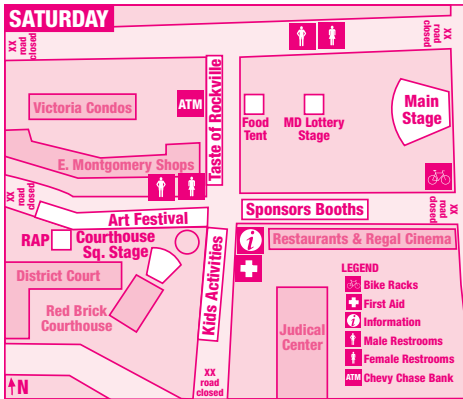 SATURDAY
XX
road
closed
XX
road
closed
Victoria Condos
ATM
Taste of Rockville
Food
Tent
MD Lottery
Stage
Main
Stage
E. Montgomery Shops
XX
road
closed
Art Festival
Sponsors Booths
XX
road
closed
RAP
Courthouse
Sq. Stage
Kids Activities
i
Restaurants & Regal Cinema
District Court
Red Brick
Courthouse
Judical
Center
LEGEND
Bike Racks
First Aid
i
Information
Male Restrooms
Female Restrooms
ATM
Chevy Chase Bank
XX
road
closed
N